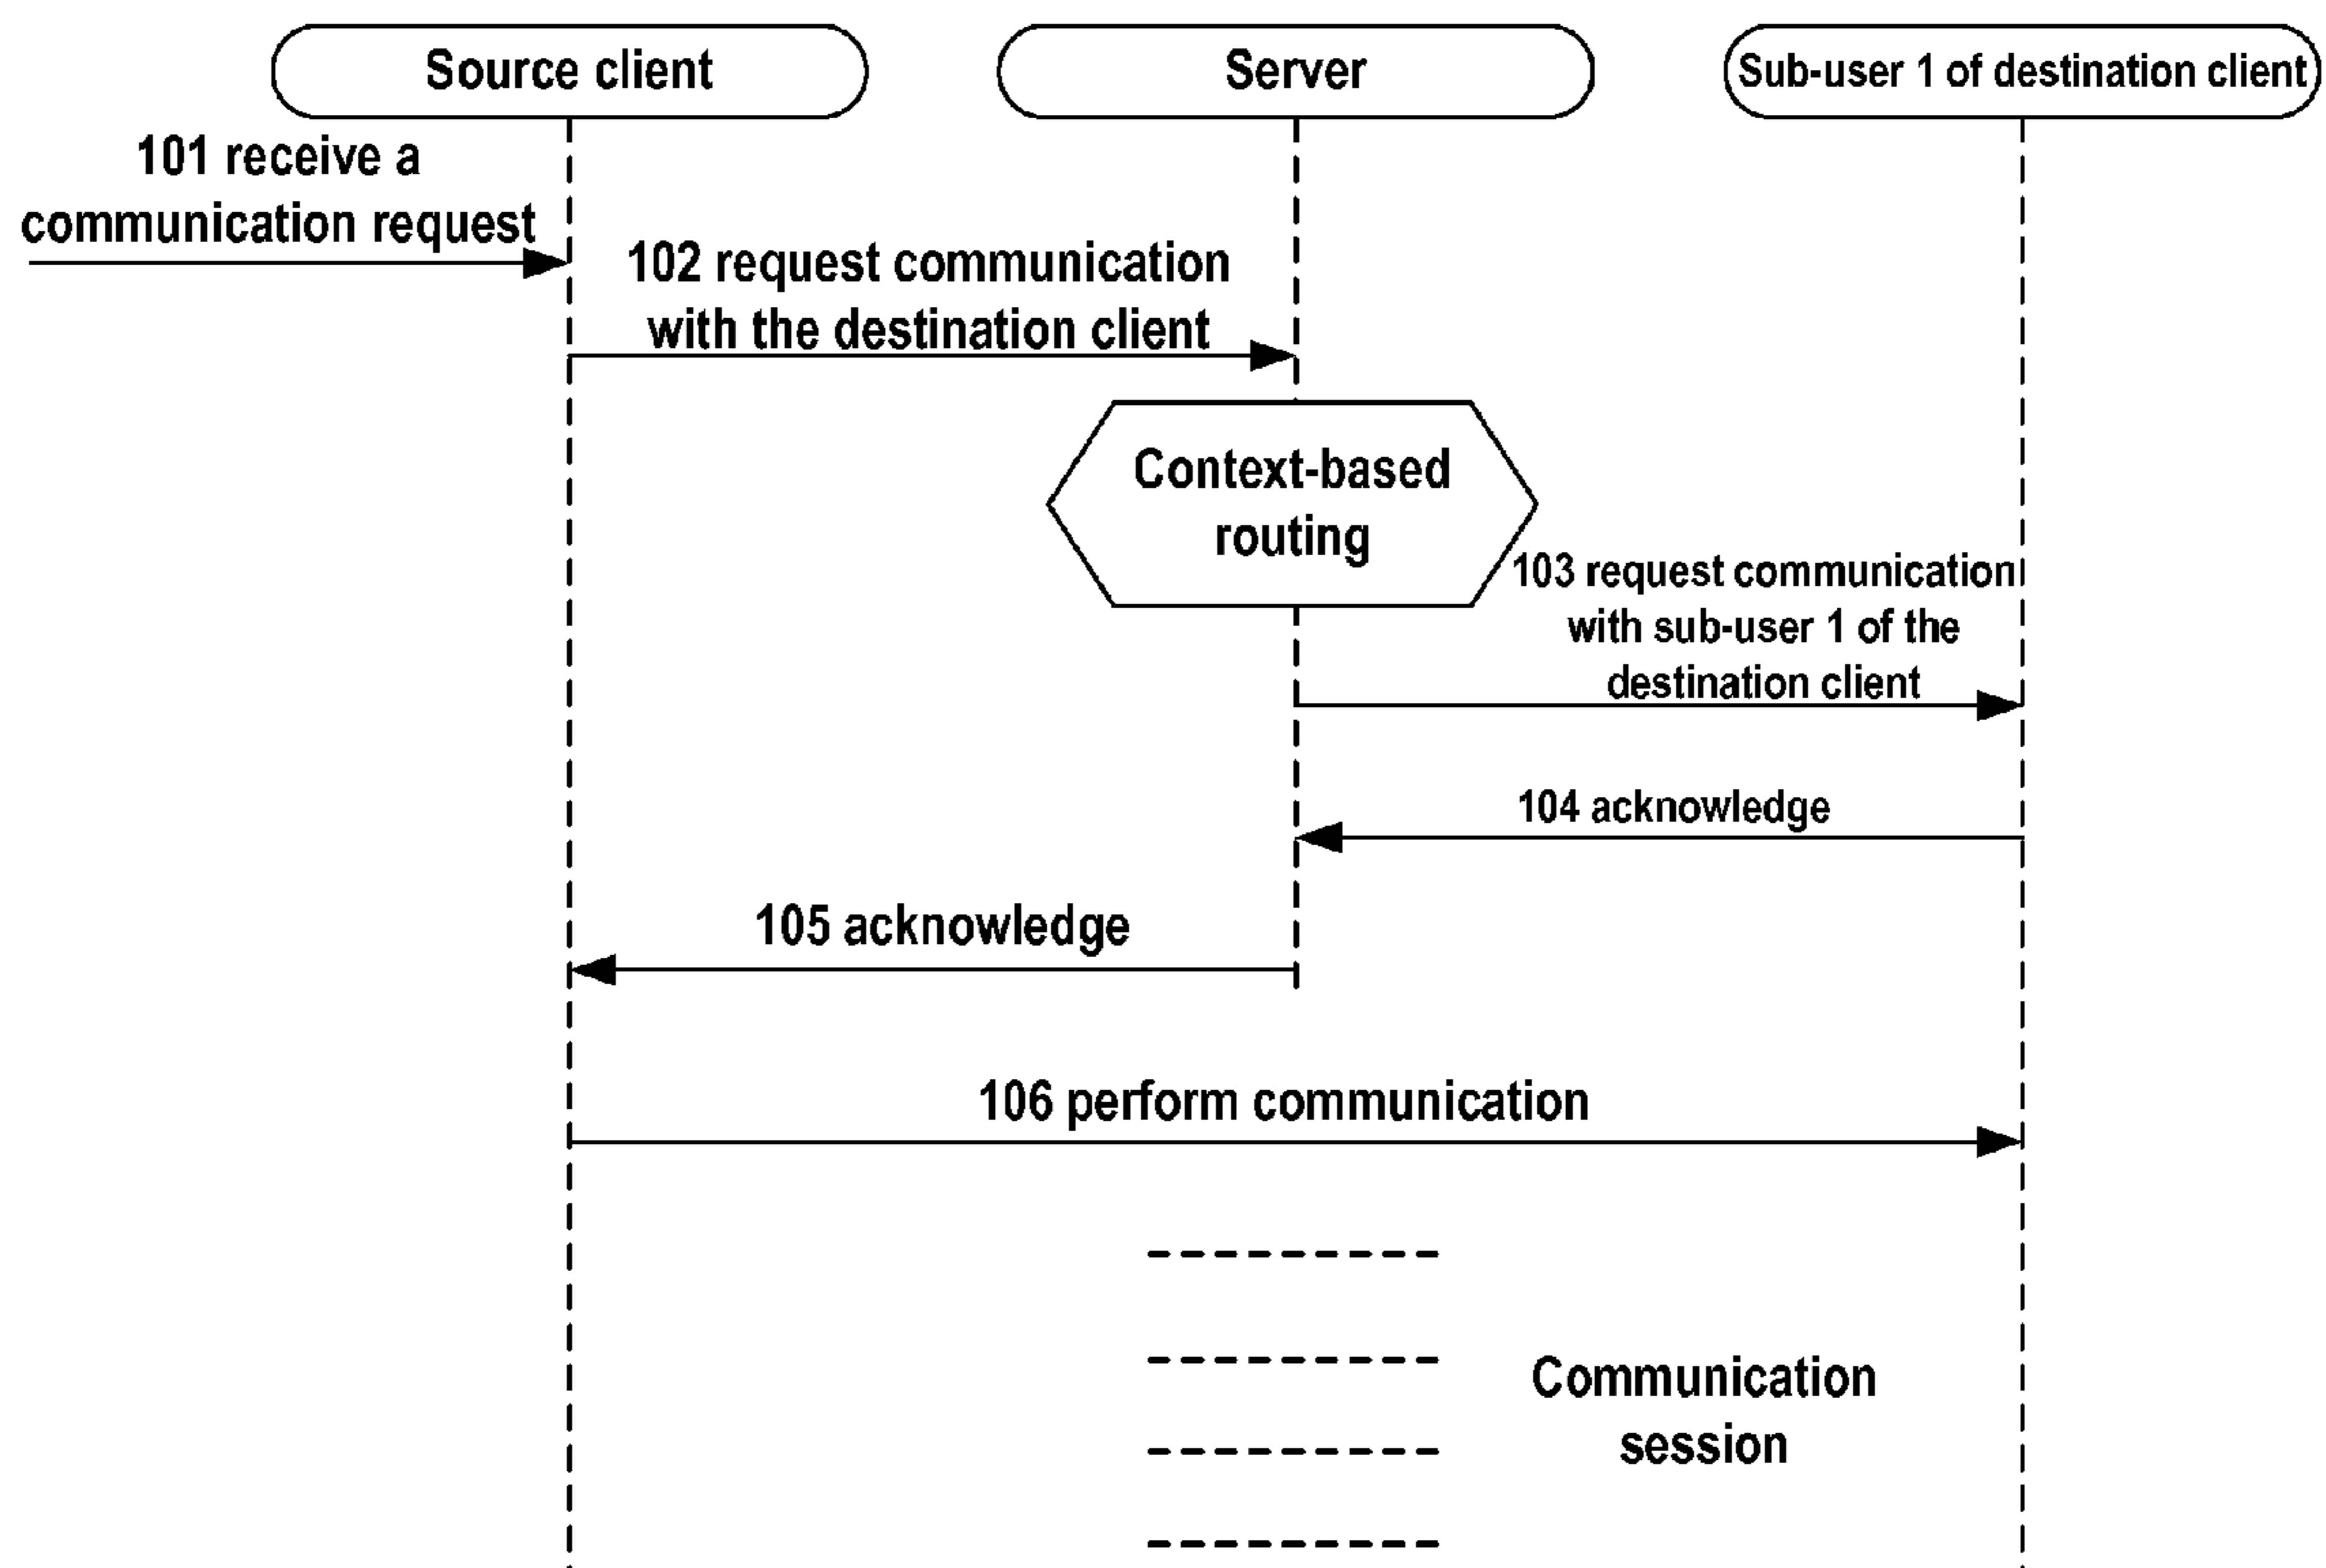 Source client
Server
Sub-user 1 of destination client
101 receive a
communication request
102 request communication
with the destination client
Context-based
routing
103 request communication
with sub-user 1 of the
destination client
104 acknowledge
105 acknowledge
106 perform communication
Communication
session